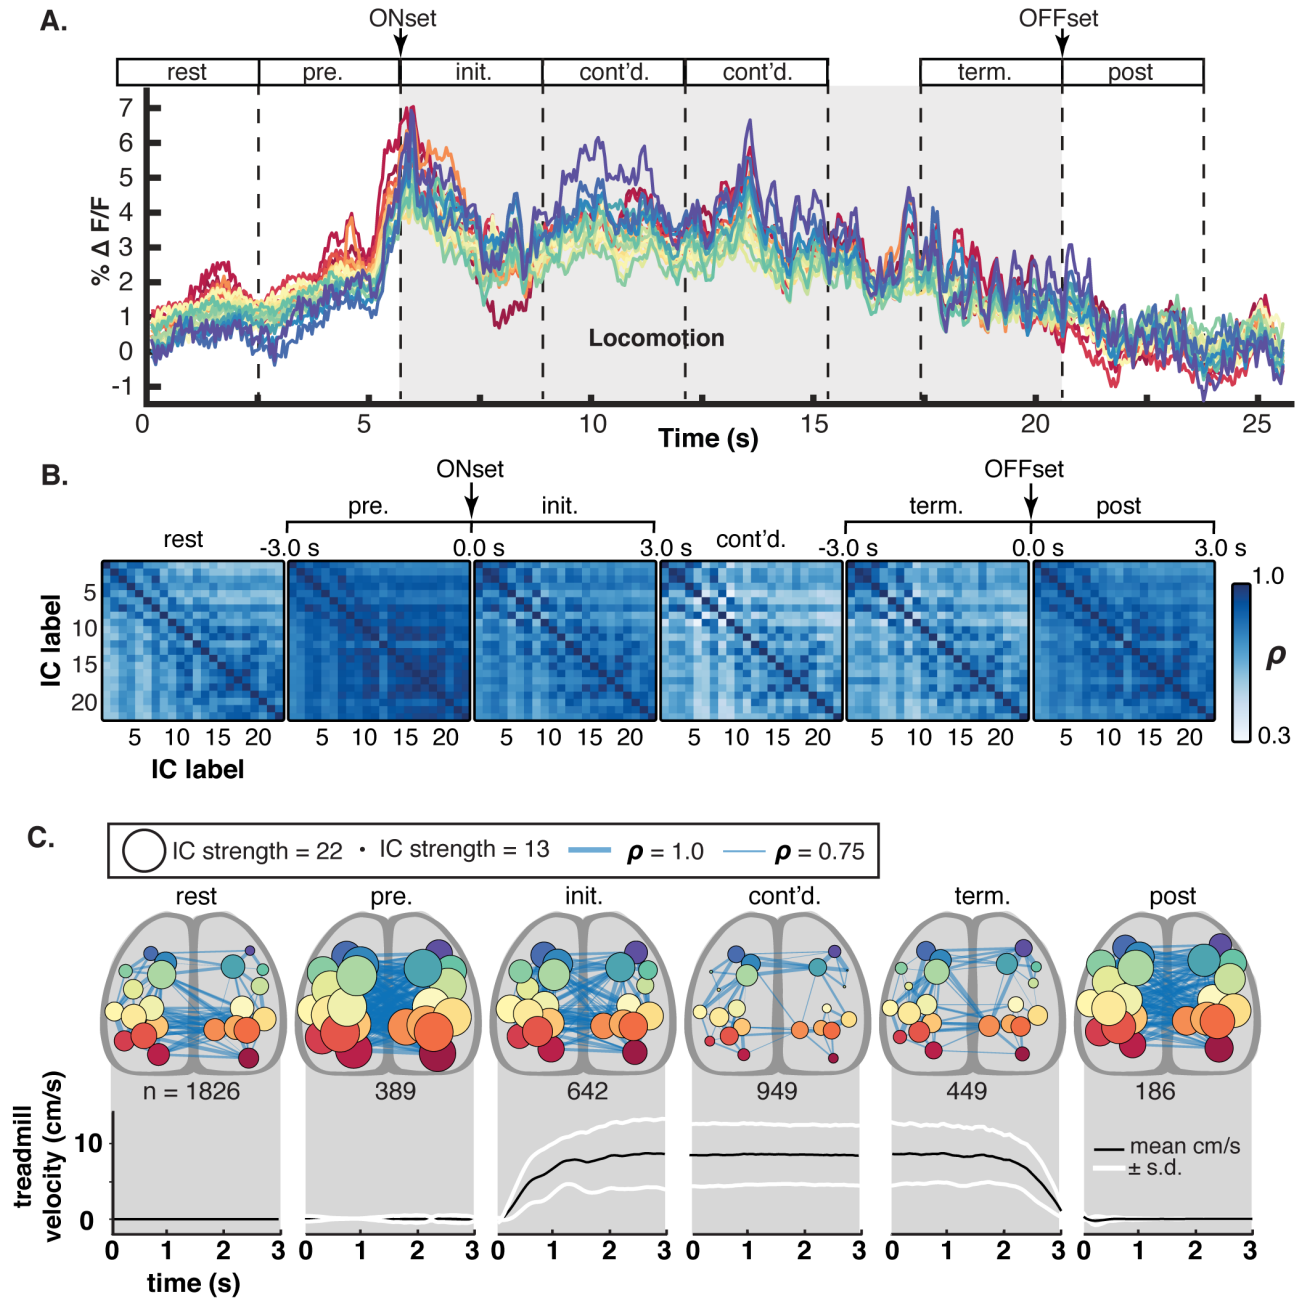 A.
ONset
OFFset
rest pre. init. cont'd. cont'd. term. post
7
6
5
4
3
2
1
0
-1
% Δ F/F
Locomotion
0 5 10 15 20 25
Time (s)
B.
ONset
OFFset
pre. init. term. post
rest -3.0 s 0.0 s 3.0 s cont'd. -3.0 s 0.0 s 3.0 s
5
10
15
20
IC label
5 10 15 20 5 10 15 20 5 10 15 20 5 10 15 20 5 10 15 20 5 10 15 20
IC label
1.0
ρ
0.3
C.
IC strength = 22 IC strength = 13 ρ = 1.0 ρ = 0.75
rest pre. init. cont'd. term. post
n = 1826 389 642 949 449 186
treadmill
velocity (cm/s)
10
0
mean cm/s
± s.d.
0 1 2 3 0 1 2 3 0 1 2 3 0 1 2 3 0 1 2 3 0 1 2 3
time (s)